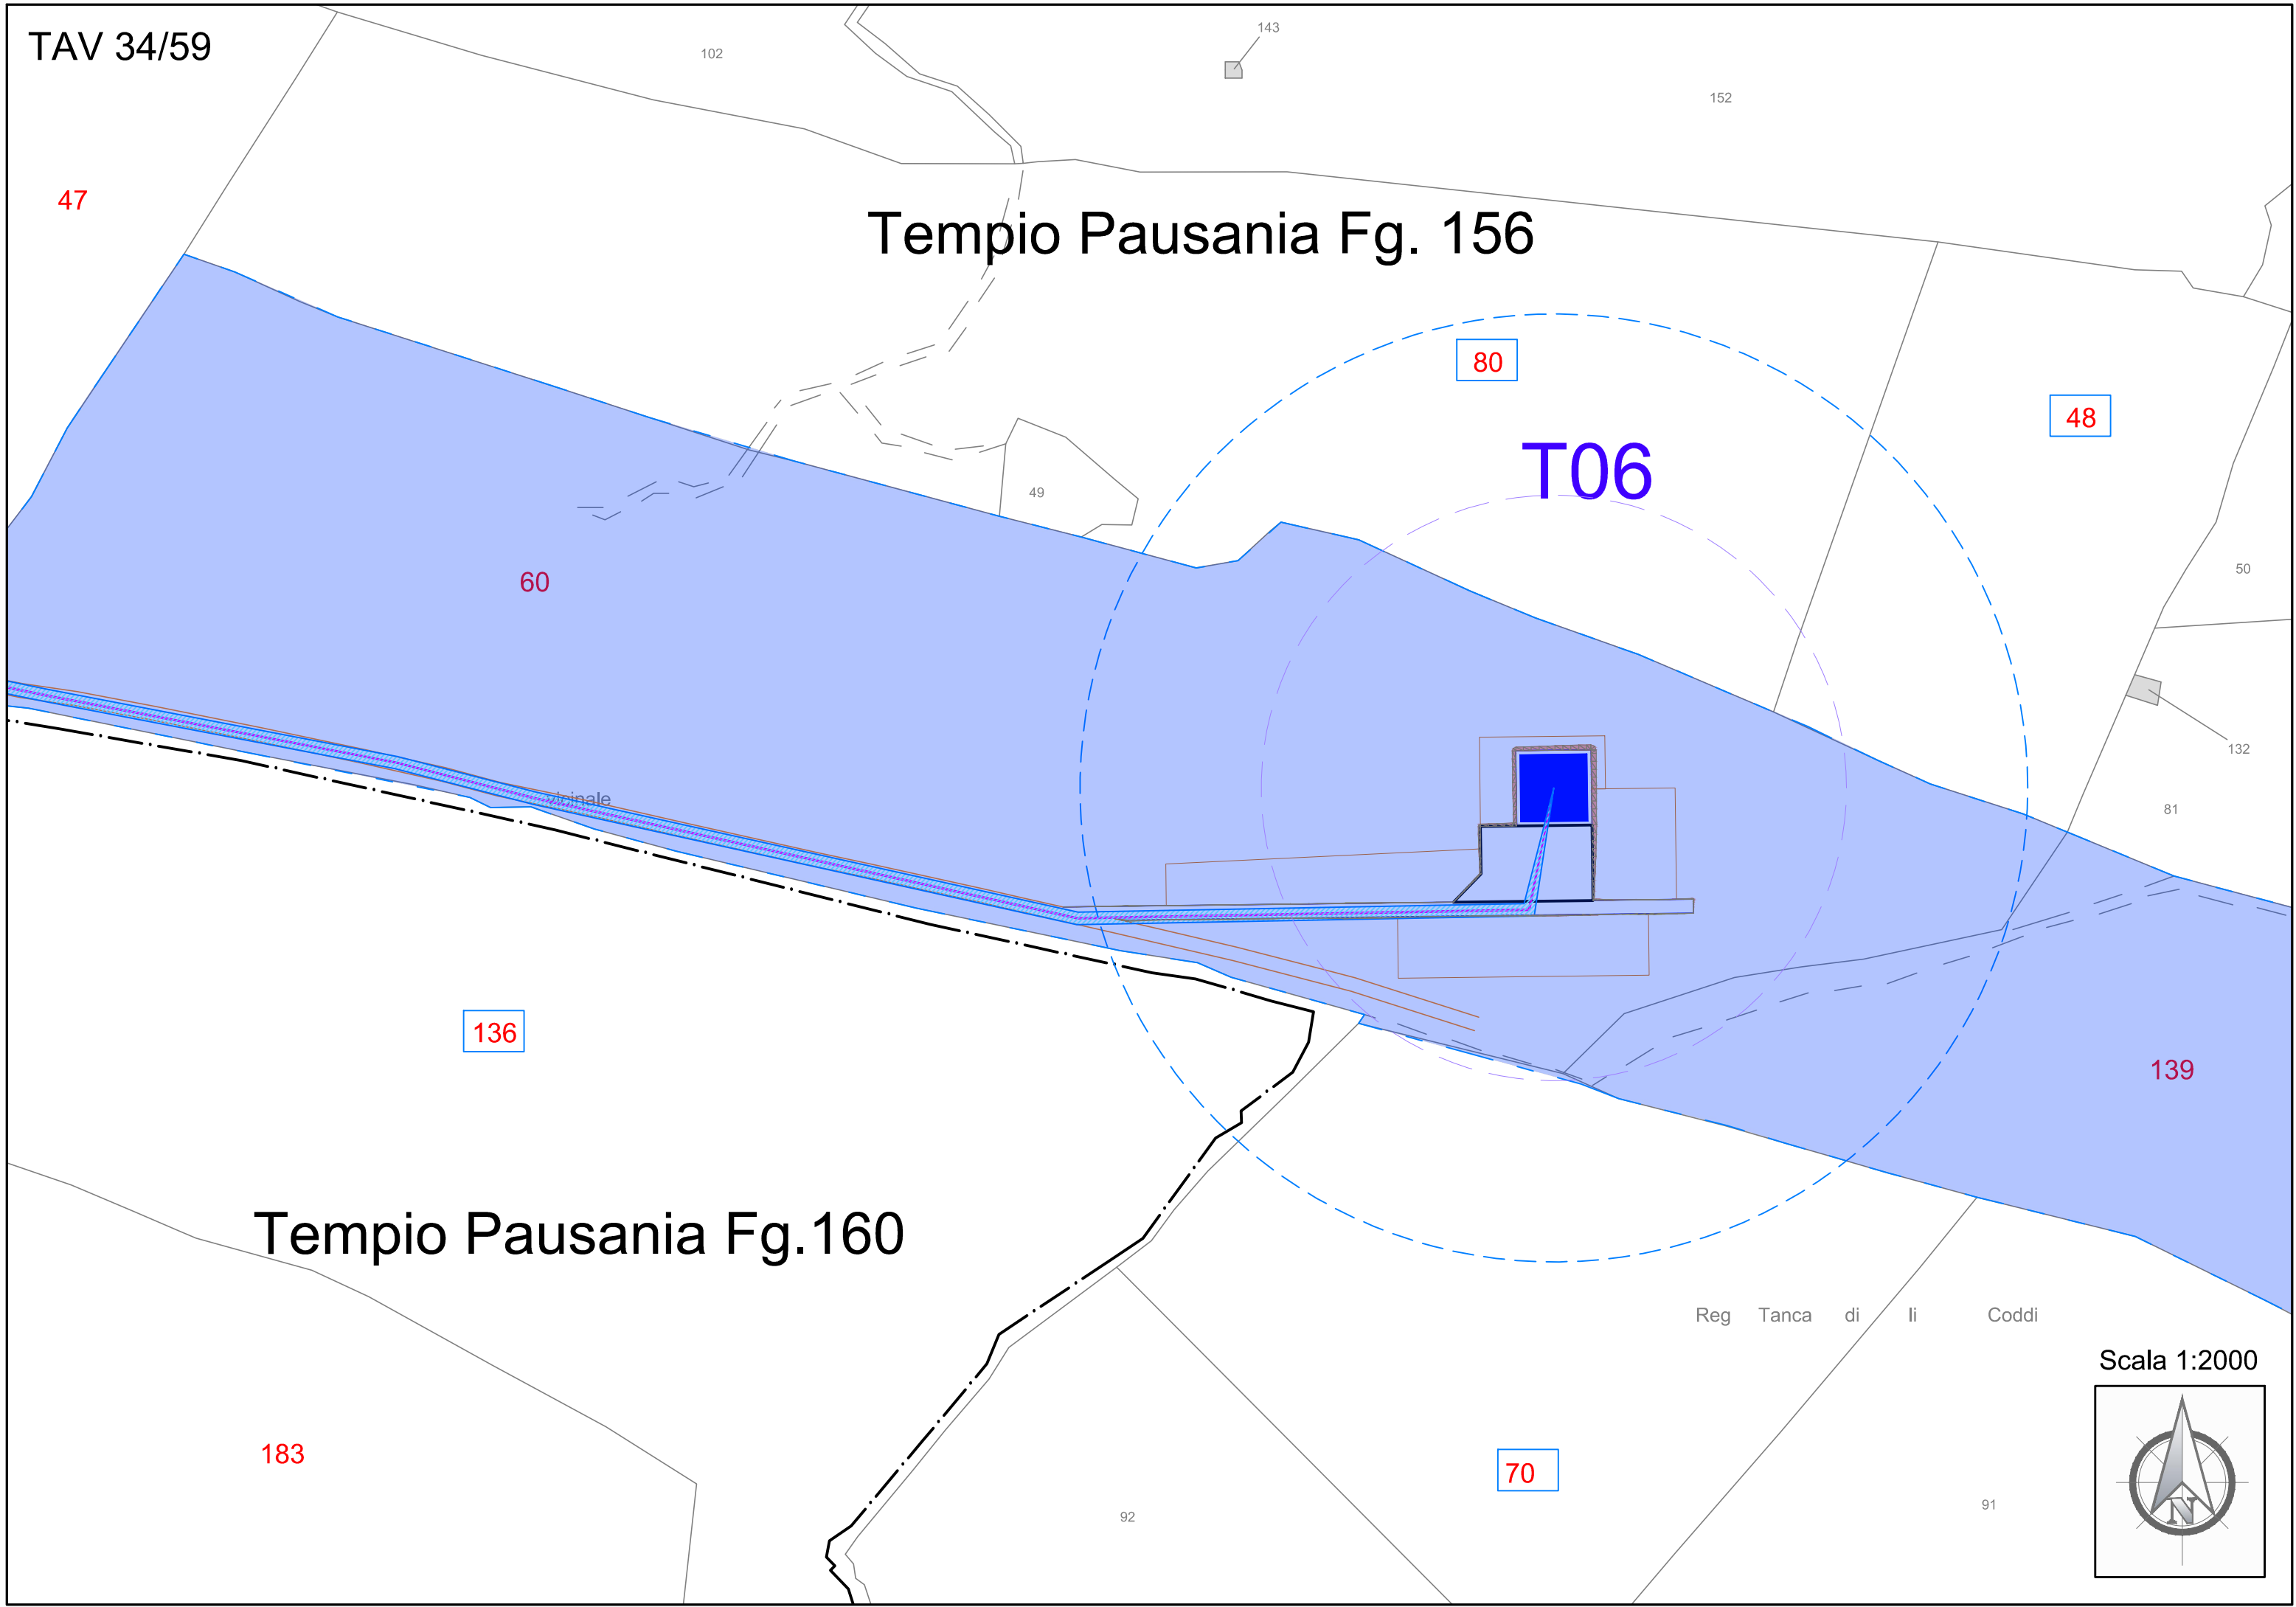 TAV 34/59
143
102
152
47
Tempio Pausania Fg. 156
80
48
T06
49
50
60
132
vicinale
81
136
139
Tempio Pausania Fg.160
Reg Tanca di li Coddi
Scala 1:2000
183
70
91
92
N